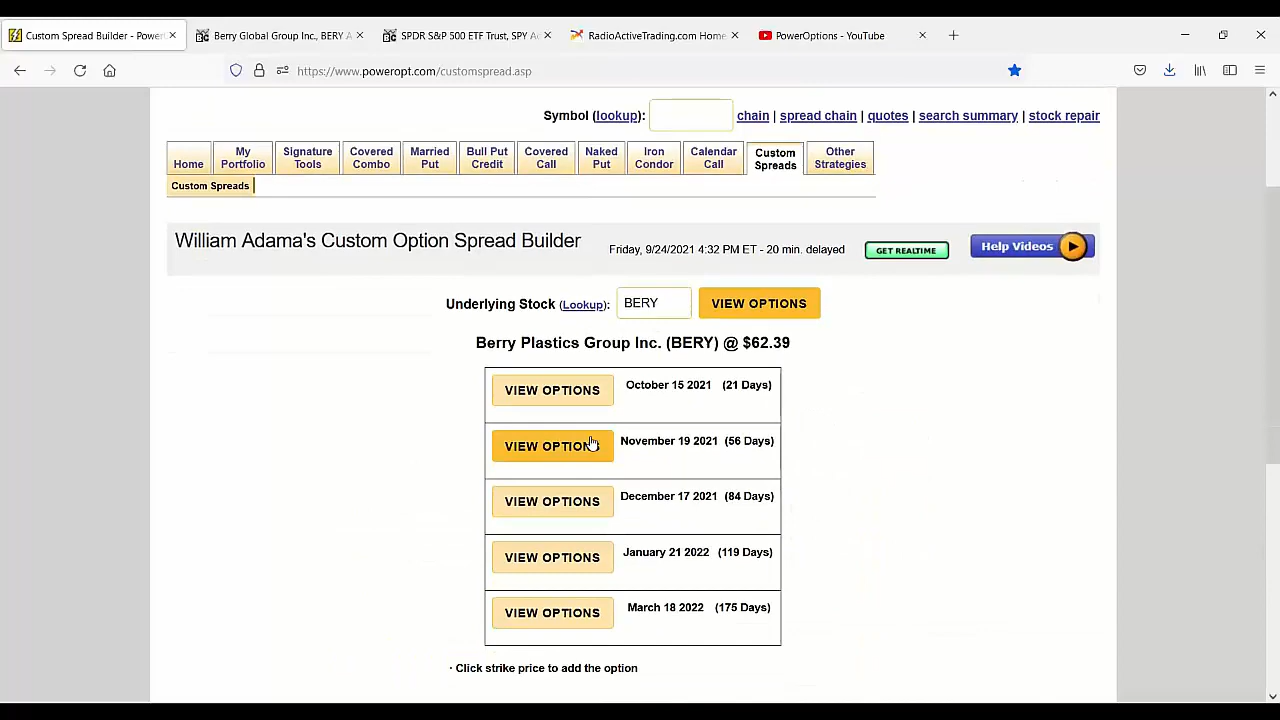 Custom Spread Builder - PowerO
Berry Global Group Inc., BERY A
SPDR S&P 500 ETF Trust, SPY A
RadioActiveTrading.com Home
PowerOptions - YouTube
https://www.poweropt.com/customspread.asp
Symbol (lookup): chain | spread chain | quotes | search summary | stock repair
Home
My Portfolio
Signature Tools
Covered Combo
Married Put
Bull Put Credit
Covered Call
Naked Put
Iron Condor
Calendar Call
Custom Spreads
Other Strategies
Custom Spreads
William Adama's Custom Option Spread Builder
Friday, 9/24/2021 4:32 PM ET - 20 min. delayed
GET REALTIME
Help Videos
Underlying Stock (Lookup): BERY VIEW OPTIONS
Berry Plastics Group Inc. (BERY) @ $62.39
VIEW OPTIONS October 15 2021 (21 Days)
VIEW OPTIONS November 19 2021 (56 Days)
VIEW OPTIONS December 17 2021 (84 Days)
VIEW OPTIONS January 21 2022 (119 Days)
VIEW OPTIONS March 18 2022 (175 Days)
· Click strike price to add the option